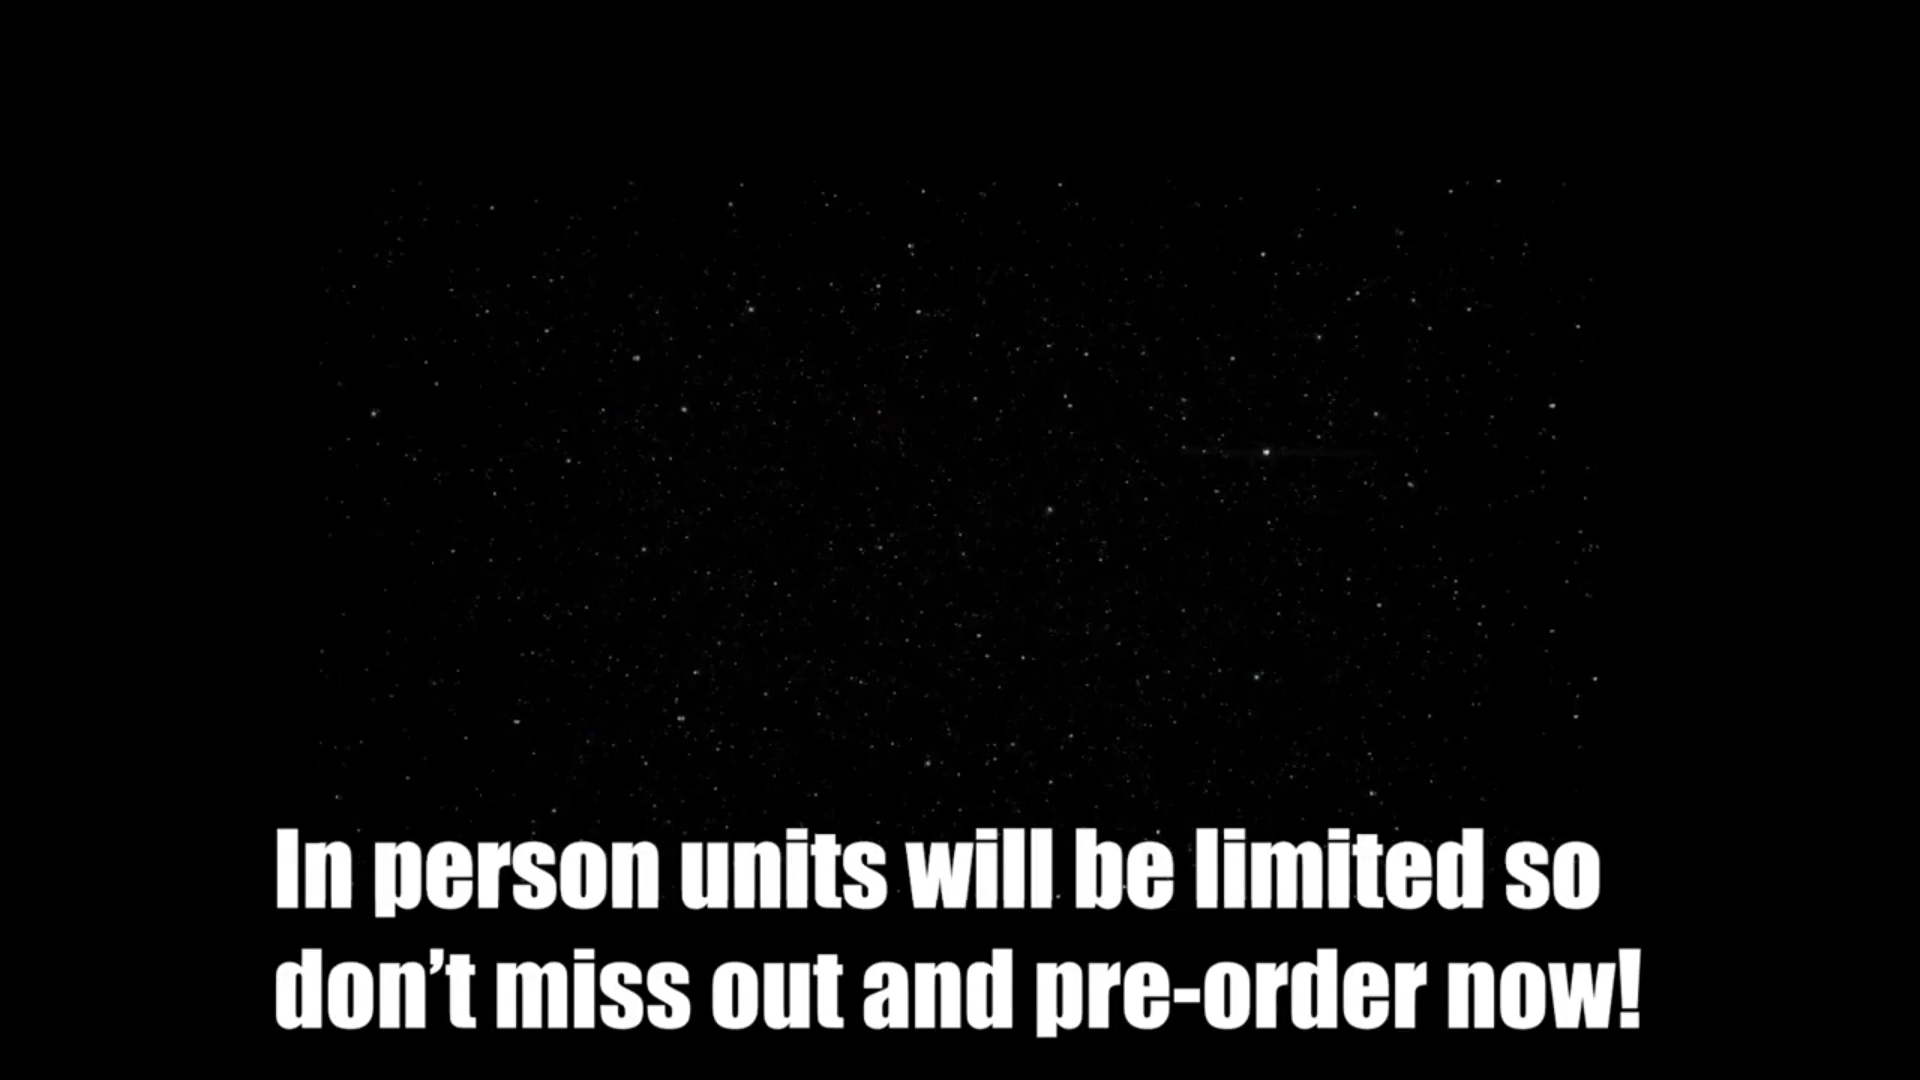 In person units will be limited so
don’t miss out and pre-order now!